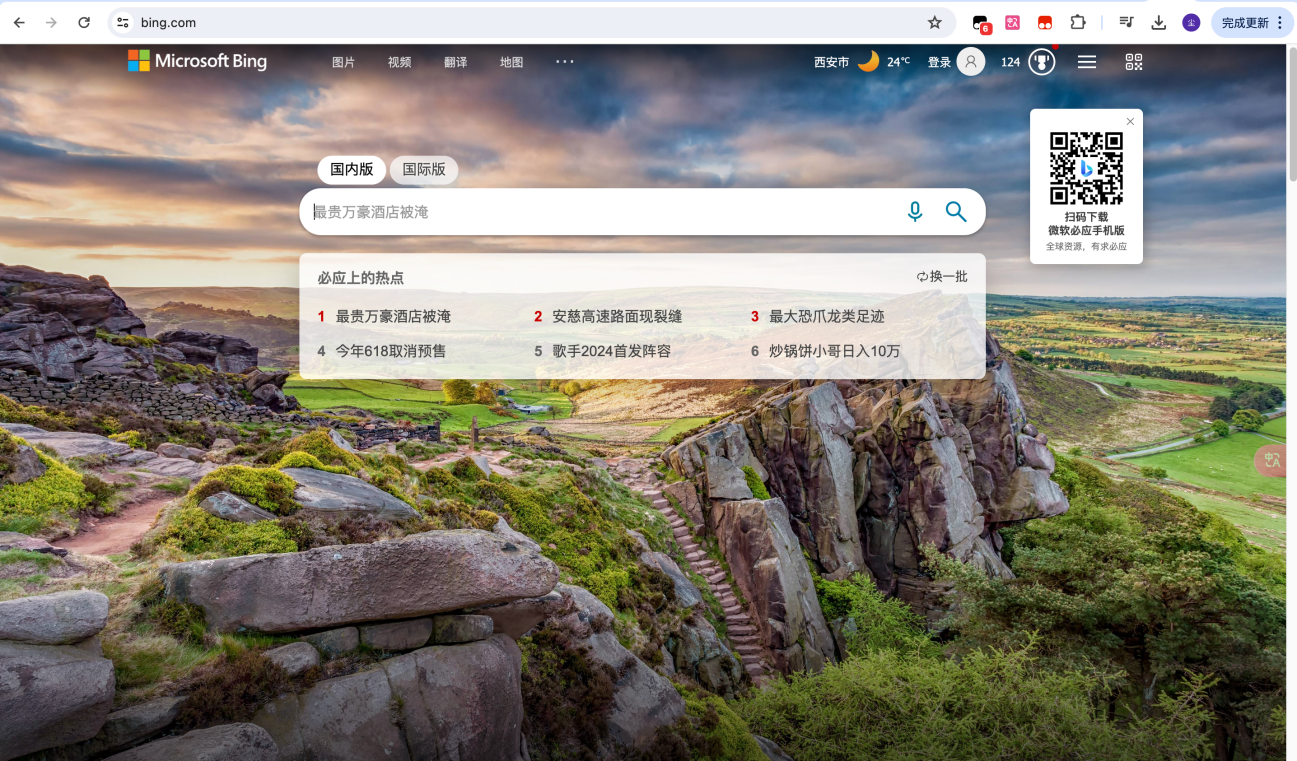 bing.com
6
中A
尘
完成更新
Microsoft Bing
图片
视频
翻译
地图
西安市
24°C
登录
124
国内版
国际版
最贵万豪酒店被淹
扫码下载
微软必应手机版
全球资源，有求必应
必应上的热点
换一批
1 最贵万豪酒店被淹
2 安慈高速路面现裂缝
3 最大恐爪龙类足迹
4 今年618取消预售
5 歌手2024首发阵容
6 炒锅饼小哥日入10万
中A